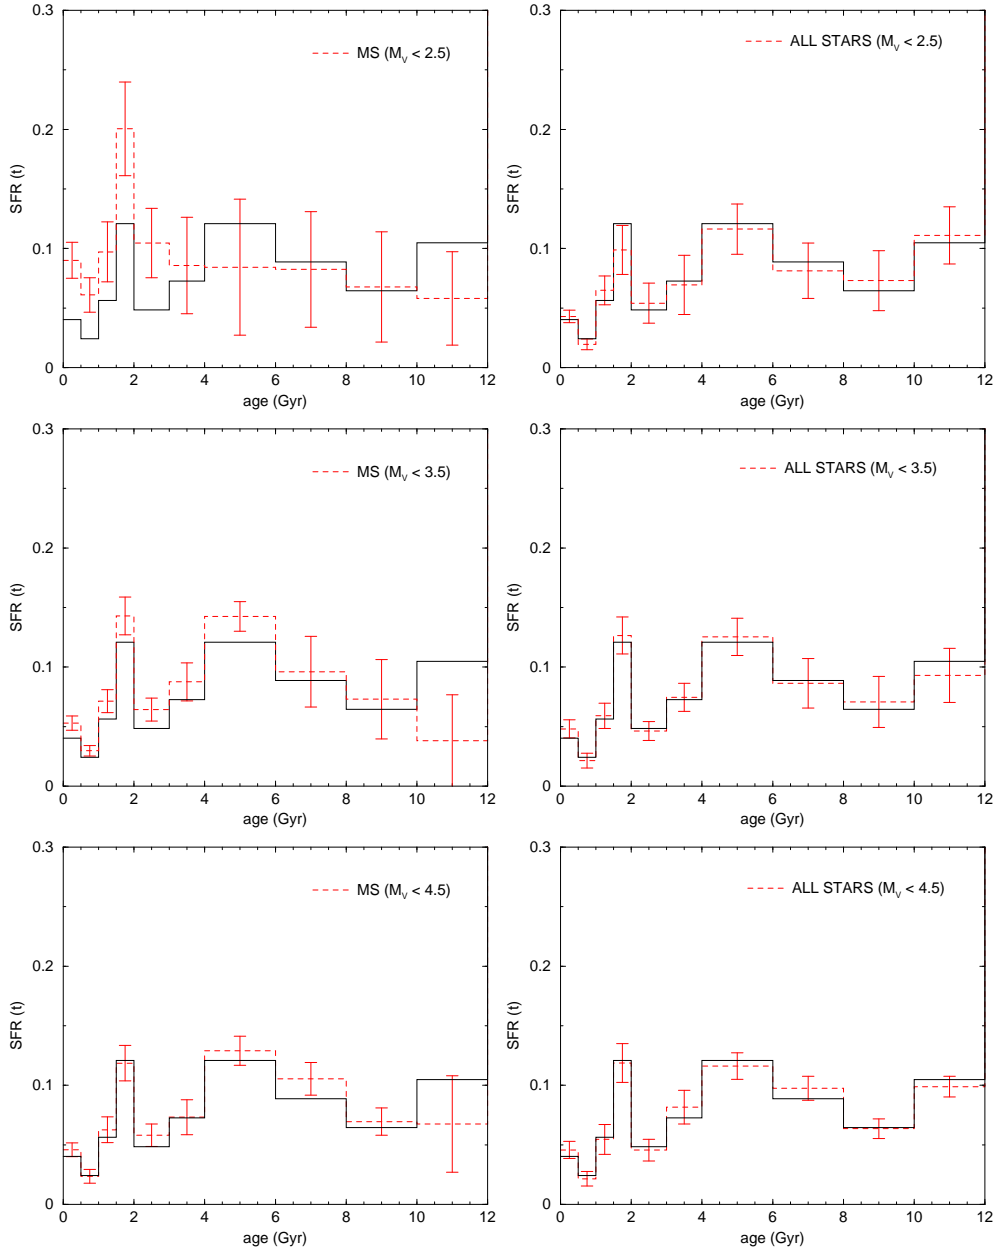 0.3
0.2
0.1
0
SFR (t)
MS (M_V < 2.5)
0 2 4 6 8 10 12
age (Gyr)
0.3
0.2
0.1
0
SFR (t)
ALL STARS (M_V < 2.5)
0 2 4 6 8 10 12
age (Gyr)
0.3
0.2
0.1
0
SFR (t)
MS (M_V < 3.5)
0 2 4 6 8 10 12
age (Gyr)
0.3
0.2
0.1
0
SFR (t)
ALL STARS (M_V < 3.5)
0 2 4 6 8 10 12
age (Gyr)
0.3
0.2
0.1
0
SFR (t)
MS (M_V < 4.5)
0 2 4 6 8 10 12
age (Gyr)
0.3
0.2
0.1
0
SFR (t)
ALL STARS (M_V < 4.5)
0 2 4 6 8 10 12
age (Gyr)